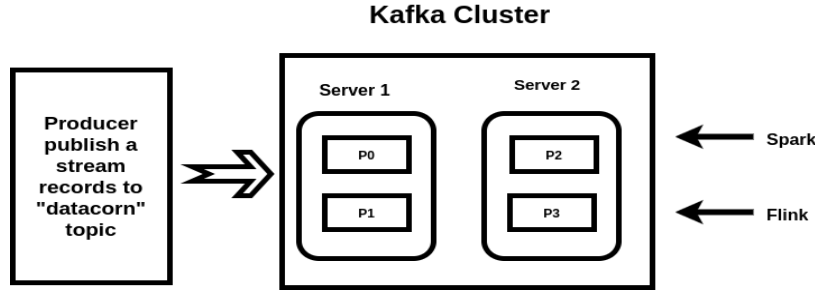 Kafka Cluster
Producer
publish a
stream
records to
"datacorn"
topic
Server 1
P0
P1
Server 2
P2
P3
Spark
Flink